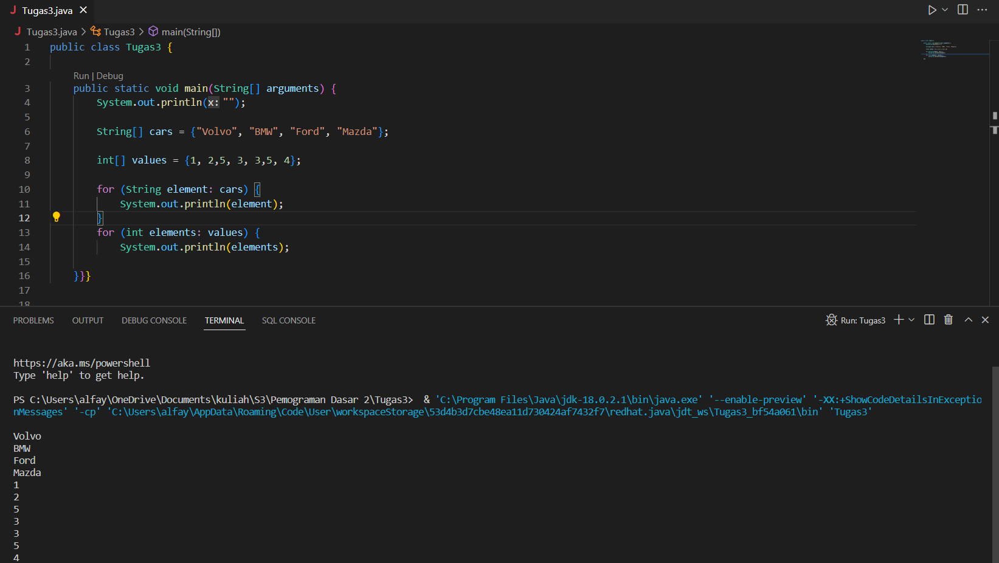 J Tugas3.java ×
J Tugas3.java > Tugas3 > main(String[])
1 public class Tugas3 {
2
Run | Debug
3 public static void main(String[] arguments) {
4 System.out.println(x: "");
5
6 String[] cars = {"Volvo", "BMW", "Ford", "Mazda"};
7
8 int[] values = {1, 2,5, 3, 3,5, 4};
9
10 for (String element: cars) {
11 System.out.println(element);
12 }
13 for (int elements: values) {
14 System.out.println(elements);
15
16 }}}
17
18
PROBLEMS OUTPUT DEBUG CONSOLE TERMINAL SQL CONSOLE Run: Tugas3
https://aka.ms/powershell
Type 'help' to get help.
PS C:\Users\alfay\OneDrive\Documents\kuliah\S3\Pemograman Dasar 2\Tugas3>  & 'C:\Program Files\Java\jdk-18.0.2.1\bin\java.exe' '--enable-preview' '-XX:+ShowCodeDetailsInExceptio
nMessages' '-cp' 'C:\Users\alfay\AppData\Roaming\Code\User\workspaceStorage\53d4b3d7cbe48ea11d730424af7432f7\redhat.java\jdt_ws\Tugas3_bf54a061\bin' 'Tugas3'
Volvo
BMW
Ford
Mazda
1
2
5
3
3
5
4